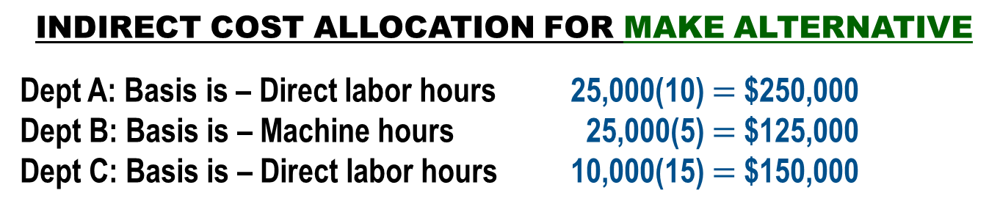 INDIRECT COST ALLOCATION FOR MAKE ALTERNATIVE
Dept A: Basis is – Direct labor hours 25,000(10) = $250,000
Dept B: Basis is – Machine hours 25,000(5) = $125,000
Dept C: Basis is – Direct labor hours 10,000(15) = $150,000